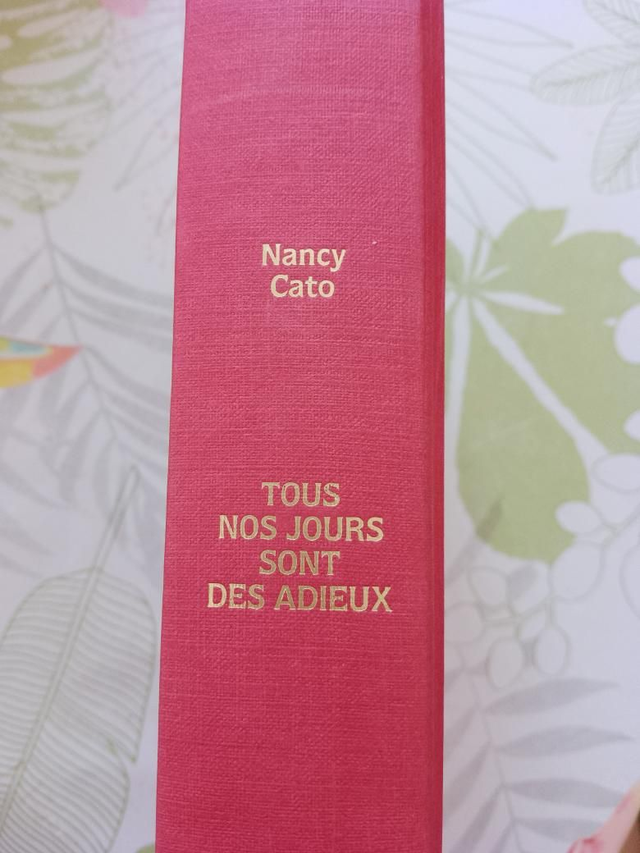 Nancy
Cato
TOUS
NOS JOURS
SONT
DES ADIEUX